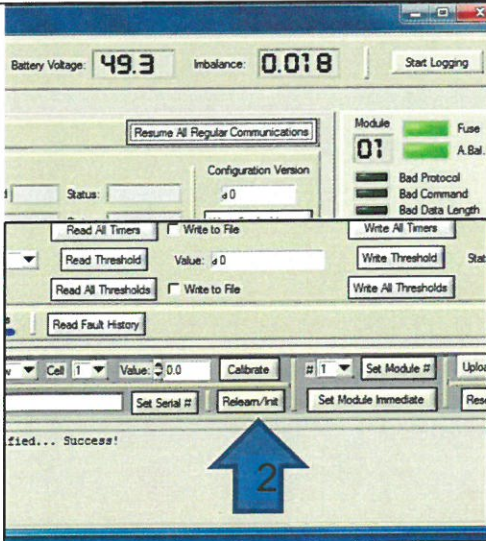 Battery Voltage: 49.3 Imbalance: 0.018 Start Logging
Resume All Regular Communications
Module
01
Fuse
A.Bal.
Configuration Version
d 0
Bad Protocol
Bad Command
Bad Data Length
Status:
Read All Timers Write to File Write All Timers
Read Threshold Value: d 0 Write Threshold
Read All Thresholds Write to File Write All Thresholds
Read Fault History
Cell 1 Value: 0.0 Calibrate # 1 Set Module #
Set Serial # Relearn/Init Set Module Immediate
fied... Success!
2